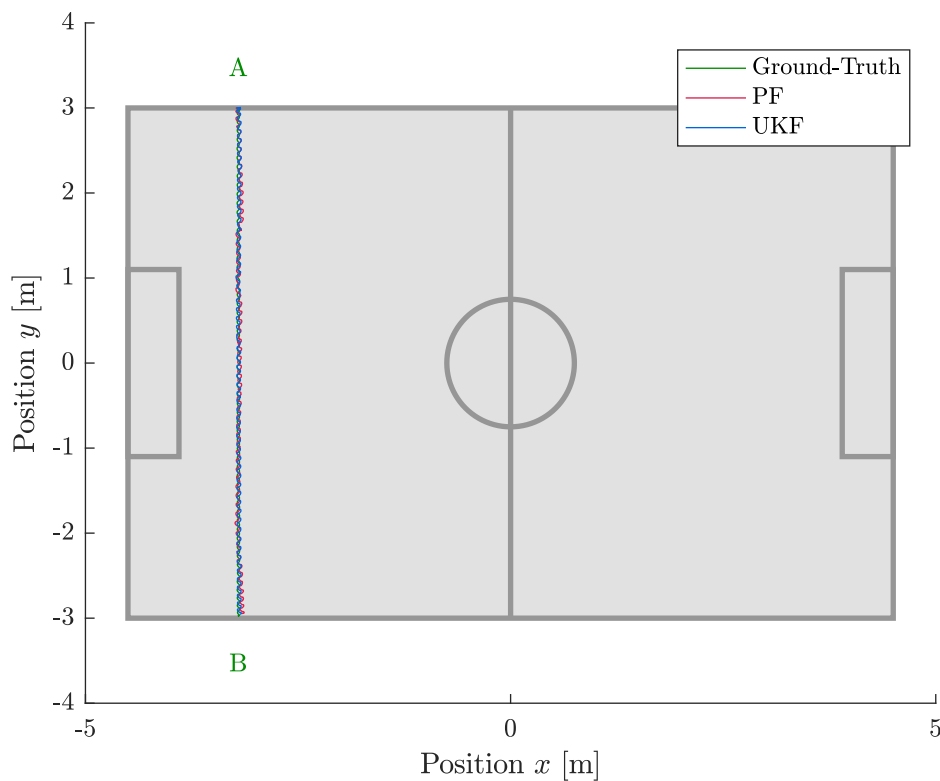 4
A
Ground-Truth
PF
UKF
3
2
1
0
-1
-2
-3
-4
Position y [m]
B
-5
0
5
Position x [m]